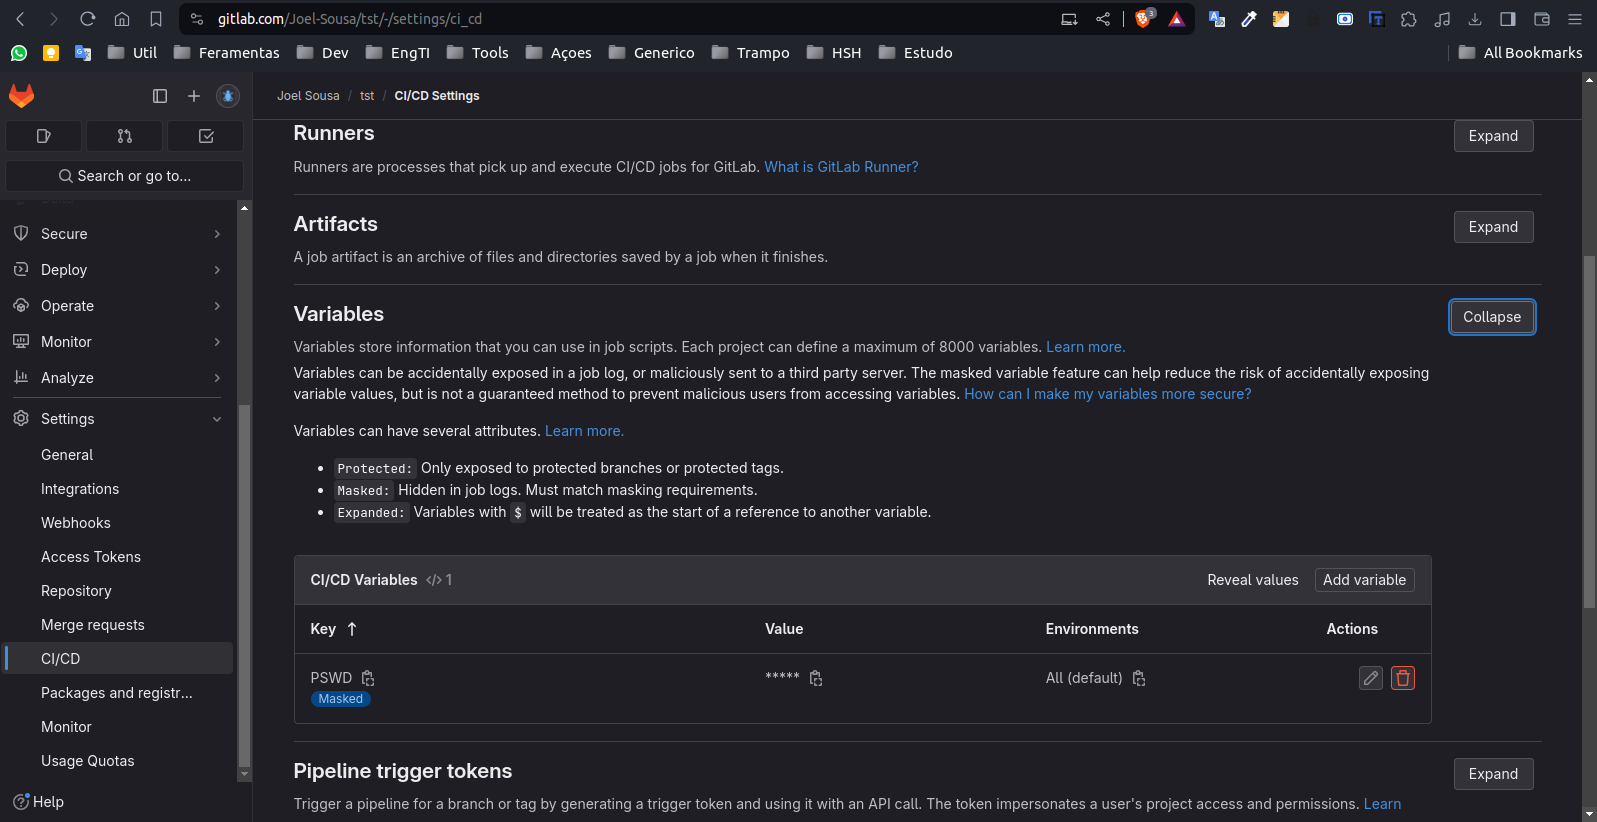 gitlab.com/Joel-Sousa/tst/-/settings/ci_cd
3
Util
Ferramentas
Dev
EngTI
Tools
Açoes
Generico
Trampo
HSH
Estudo
All Bookmarks
Joel Sousa / tst / CI/CD Settings
Search or go to...
Secure
Deploy
Operate
Monitor
Analyze
Settings
General
Integrations
Webhooks
Access Tokens
Repository
Merge requests
CI/CD
Packages and registr...
Monitor
Usage Quotas
Help
Runners
Expand
Runners are processes that pick up and execute CI/CD jobs for GitLab. What is GitLab Runner?
Artifacts
Expand
A job artifact is an archive of files and directories saved by a job when it finishes.
Variables
Collapse
Variables store information that you can use in job scripts. Each project can define a maximum of 8000 variables. Learn more.
Variables can be accidentally exposed in a job log, or maliciously sent to a third party server. The masked variable feature can help reduce the risk of accidentally exposing
variable values, but is not a guaranteed method to prevent malicious users from accessing variables. How can I make my variables more secure?
Variables can have several attributes. Learn more.
• Protected: Only exposed to protected branches or protected tags.
• Masked: Hidden in job logs. Must match masking requirements.
• Expanded: Variables with $ will be treated as the start of a reference to another variable.
CI/CD Variables </> 1
Reveal values
Add variable
Key ↑ Value Environments Actions
PSWD ***** All (default)
Masked
Pipeline trigger tokens
Expand
Trigger a pipeline for a branch or tag by generating a trigger token and using it with an API call. The token impersonates a user's project access and permissions. Learn